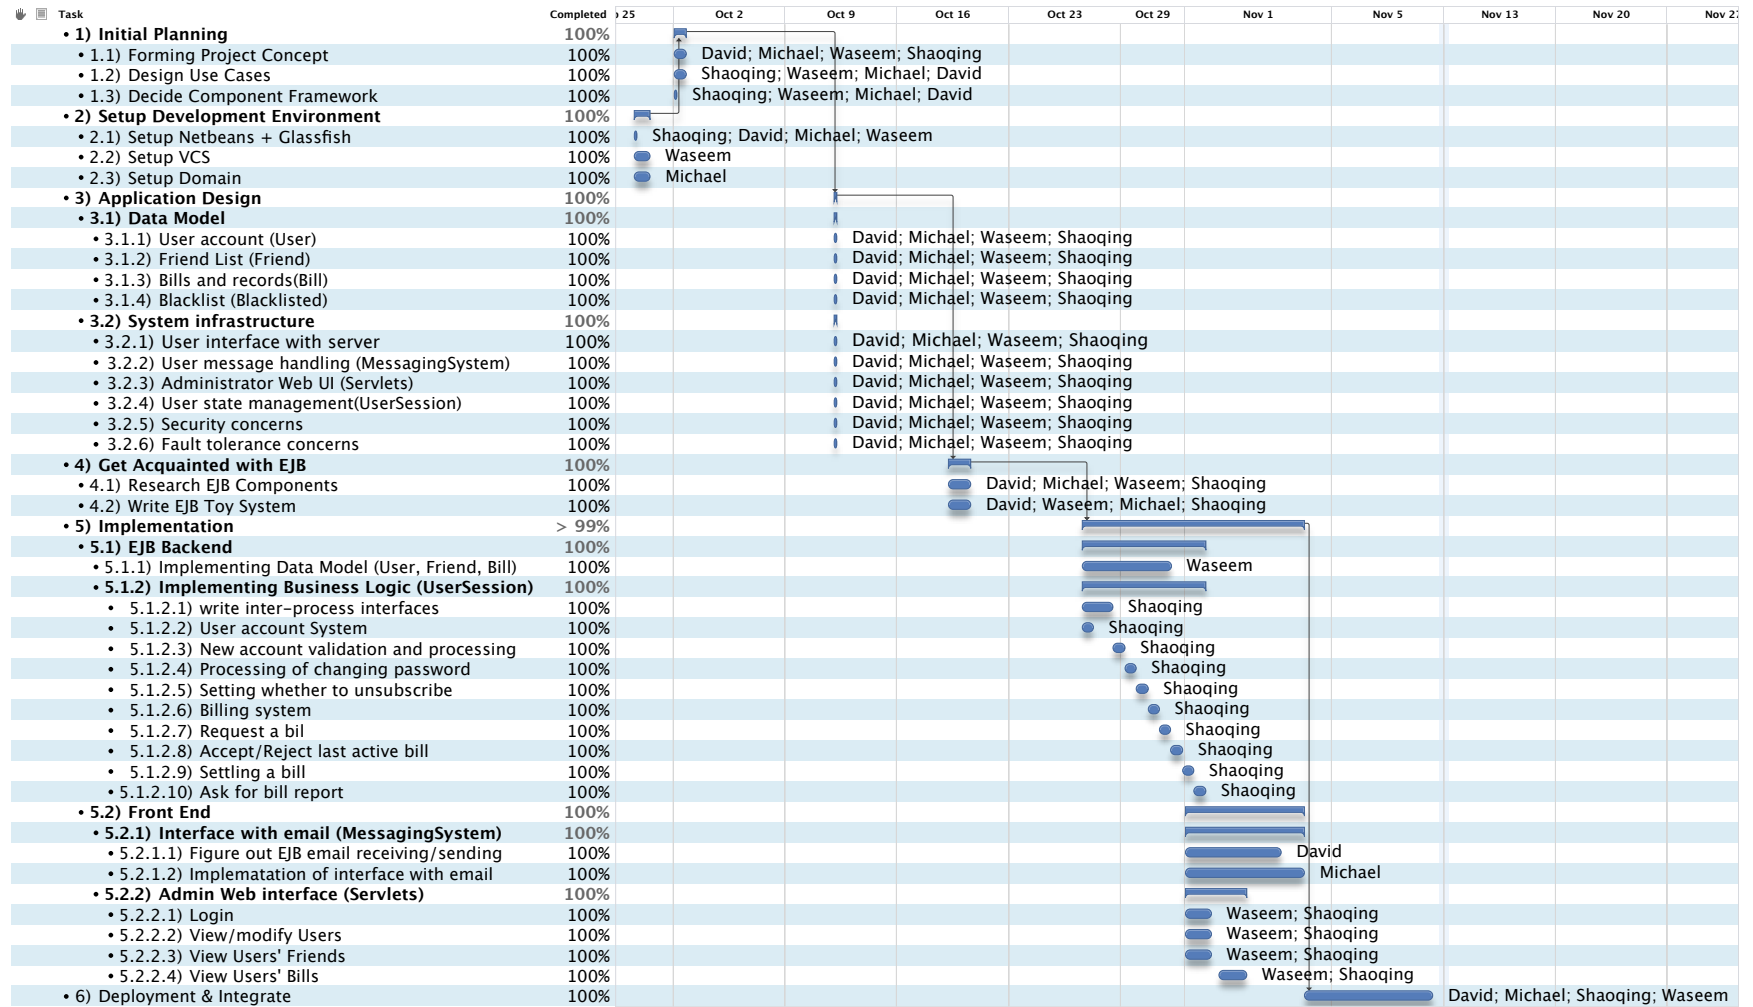 Task Completed p 25 Oct 2 Oct 9 Oct 16 Oct 23 Oct 29 Nov 1 Nov 5 Nov 13 Nov 20 Nov 27
• 1) Initial Planning 100%
• 1.1) Forming Project Concept 100% David; Michael; Waseem; Shaoqing
• 1.2) Design Use Cases 100% Shaoqing; Waseem; Michael; David
• 1.3) Decide Component Framework 100% Shaoqing; Waseem; Michael; David
• 2) Setup Development Environment 100%
• 2.1) Setup Netbeans + Glassfish 100% Shaoqing; David; Michael; Waseem
• 2.2) Setup VCS 100% Waseem
• 2.3) Setup Domain 100% Michael
• 3) Application Design 100%
• 3.1) Data Model 100%
• 3.1.1) User account (User) 100% David; Michael; Waseem; Shaoqing
• 3.1.2) Friend List (Friend) 100% David; Michael; Waseem; Shaoqing
• 3.1.3) Bills and records(Bill) 100% David; Michael; Waseem; Shaoqing
• 3.1.4) Blacklist (Blacklisted) 100% David; Michael; Waseem; Shaoqing
• 3.2) System infrastructure 100%
• 3.2.1) User interface with server 100% David; Michael; Waseem; Shaoqing
• 3.2.2) User message handling (MessagingSystem) 100% David; Michael; Waseem; Shaoqing
• 3.2.3) Administrator Web UI (Servlets) 100% David; Michael; Waseem; Shaoqing
• 3.2.4) User state management(UserSession) 100% David; Michael; Waseem; Shaoqing
• 3.2.5) Security concerns 100% David; Michael; Waseem; Shaoqing
• 3.2.6) Fault tolerance concerns 100% David; Michael; Waseem; Shaoqing
• 4) Get Acquainted with EJB 100%
• 4.1) Research EJB Components 100% David; Michael; Waseem; Shaoqing
• 4.2) Write EJB Toy System 100% David; Waseem; Michael; Shaoqing
• 5) Implementation > 99%
• 5.1) EJB Backend 100%
• 5.1.1) Implementing Data Model (User, Friend, Bill) 100% Waseem
• 5.1.2) Implementing Business Logic (UserSession) 100%
• 5.1.2.1) write inter-process interfaces 100% Shaoqing
• 5.1.2.2) User account System 100% Shaoqing
• 5.1.2.3) New account validation and processing 100% Shaoqing
• 5.1.2.4) Processing of changing password 100% Shaoqing
• 5.1.2.5) Setting whether to unsubscribe 100% Shaoqing
• 5.1.2.6) Billing system 100% Shaoqing
• 5.1.2.7) Request a bil 100% Shaoqing
• 5.1.2.8) Accept/Reject last active bill 100% Shaoqing
• 5.1.2.9) Settling a bill 100% Shaoqing
• 5.1.2.10) Ask for bill report 100% Shaoqing
• 5.2) Front End 100%
• 5.2.1) Interface with email (MessagingSystem) 100%
• 5.2.1.1) Figure out EJB email receiving/sending 100% David
• 5.2.1.2) Implematation of interface with email 100% Michael
• 5.2.2) Admin Web interface (Servlets) 100%
• 5.2.2.1) Login 100% Waseem; Shaoqing
• 5.2.2.2) View/modify Users 100% Waseem; Shaoqing
• 5.2.2.3) View Users' Friends 100% Waseem; Shaoqing
• 5.2.2.4) View Users' Bills 100% Waseem; Shaoqing
• 6) Deployment & Integrate 100% David; Michael; Shaoqing; Waseem